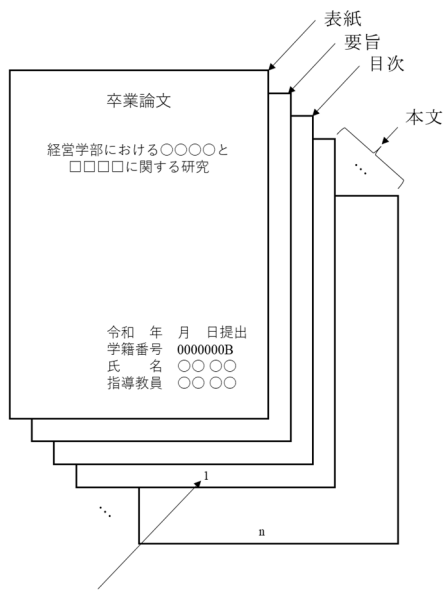 表紙
要旨
目次
本文
卒業論文
経営学部における○○○○と
□□□□に関する研究
令和　年　月　日提出
学籍番号　0000000B
氏　　名　○○ ○○
指導教員　○○ ○○
1
n